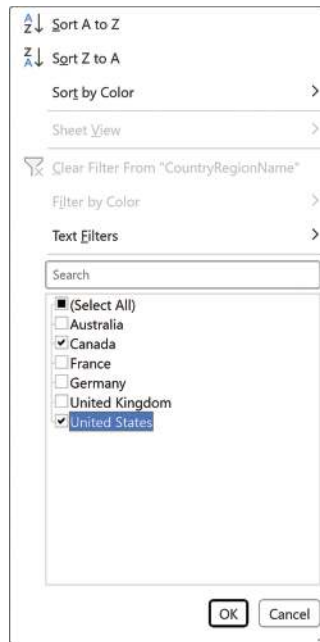 Sort A to Z
Sort Z to A
Sort by Color
Sheet View
Clear Filter From "CountryRegionName"
Filter by Color
Text Filters
Search
(Select All)
Australia
Canada
France
Germany
United Kingdom
United States
OK Cancel